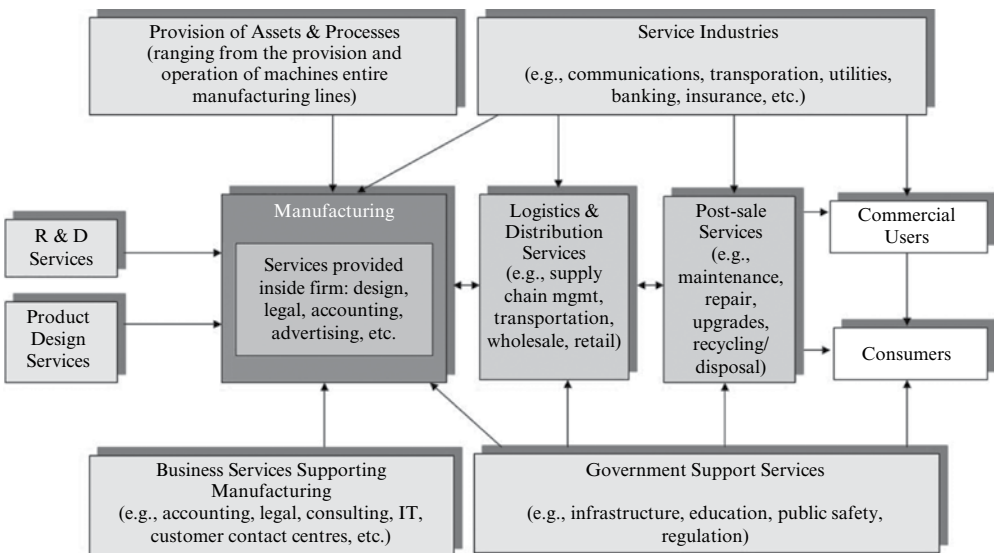 Provision of Assets & Processes
(ranging from the provision and
operation of machines entire
manufacturing lines)
Service Industries
(e.g., communications, transporation, utilities,
banking, insurance, etc.)
R & D
Services
Product
Design
Services
Manufacturing
Services provided
inside firm: design,
legal, accounting,
advertising, etc.
Logistics &
Distribution
Services
(e.g., supply
chain mgmt,
transportation,
wholesale, retail)
Post-sale
Services
(e.g.,
maintenance,
repair,
upgrades,
recycling/
disposal)
Commercial
Users
Consumers
Business Services Supporting
Manufacturing
(e.g., accounting, legal, consulting, IT,
customer contact centres, etc.)
Government Support Services
(e.g., infrastructure, education, public safety,
regulation)